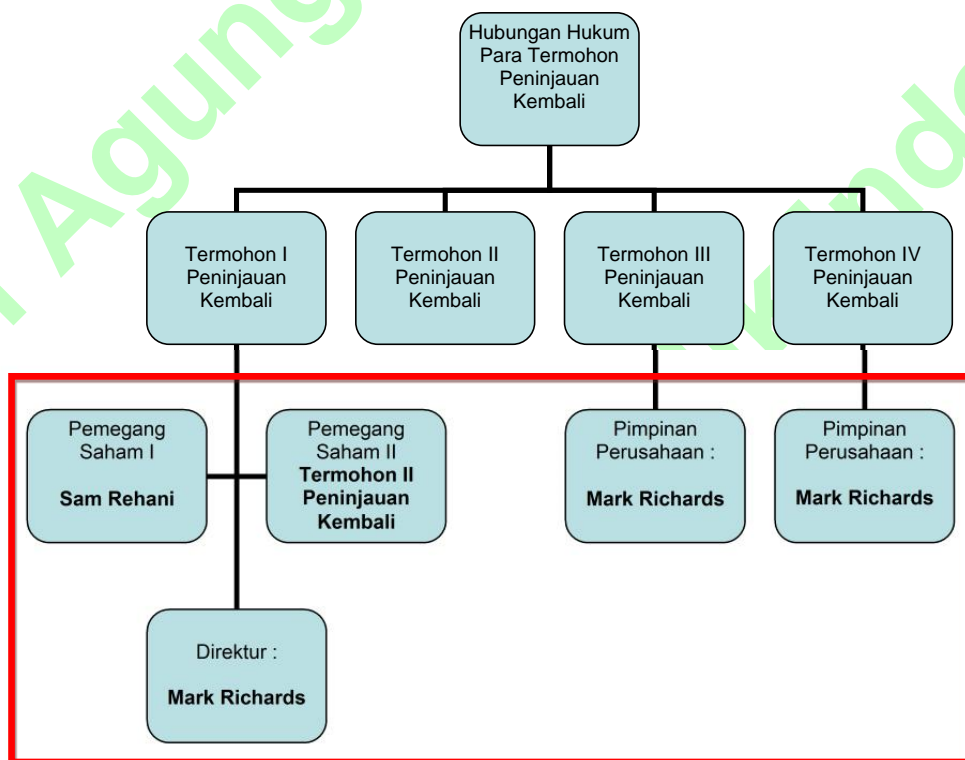 Hubungan Hukum
Para Termohon
Peninjauan
Kembali
Termohon I
Peninjauan
Kembali
Termohon II
Peninjauan
Kembali
Termohon III
Peninjauan
Kembali
Termohon IV
Peninjauan
Kembali
Pemegang
Saham I
Sam Rehani
Pemegang
Saham II
Termohon II
Peninjauan
Kembali
Pimpinan
Perusahaan :
Mark Richards
Pimpinan
Perusahaan :
Mark Richards
Direktur :
Mark Richards
Agung